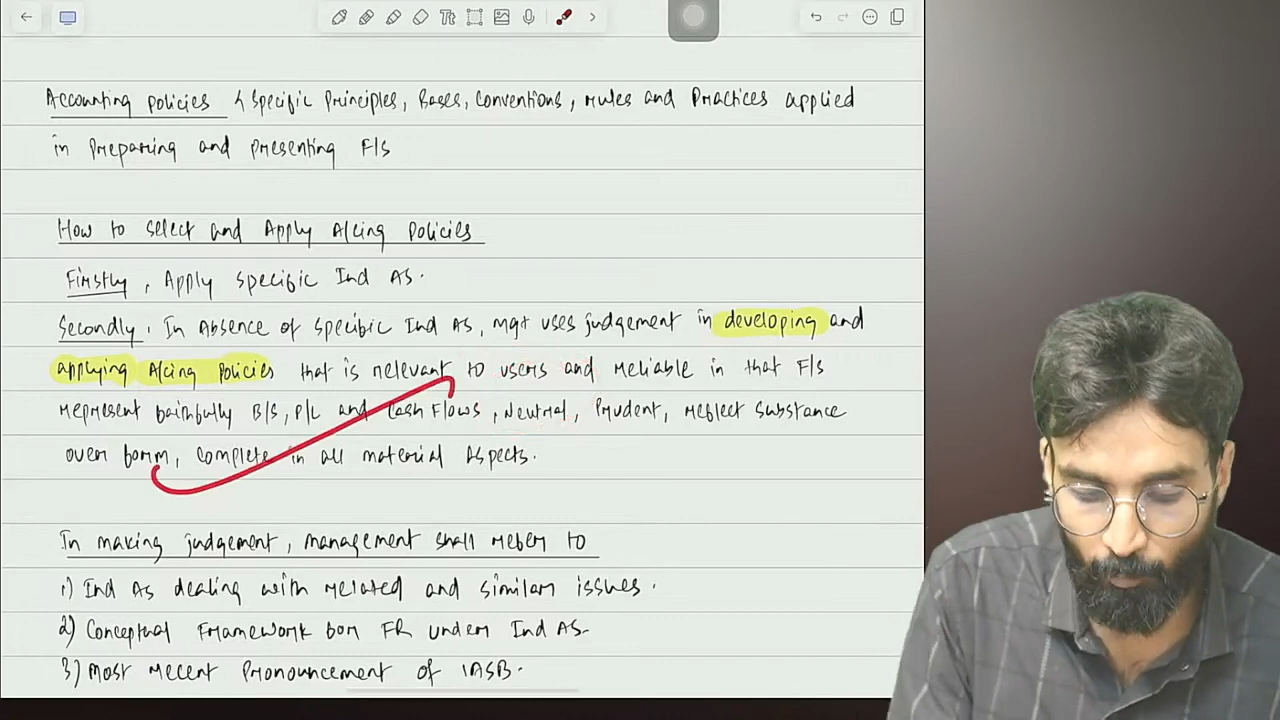 Accounting Policies → Specific Principles, Bases, Conventions, rules and Practices applied
in Preparing and presenting F/S
How to select and Apply A/cing Policies
Firstly, Apply specific Ind AS.
Secondly. In Absence of specific Ind AS, mgt uses judgement in developing and
applying A/cing Policies that is relevant to users and reliable in that F/S
represent faithfully B/S, P/L and Cash Flows, Neutral, Prudent, reflect substance
over form, complete in all material Aspects.
In making judgement, management shall refer to
1) Ind AS dealing with related and similar issues.
2) Conceptual Framework for FR under Ind AS.
3) Most recent Pronouncement of IASB.